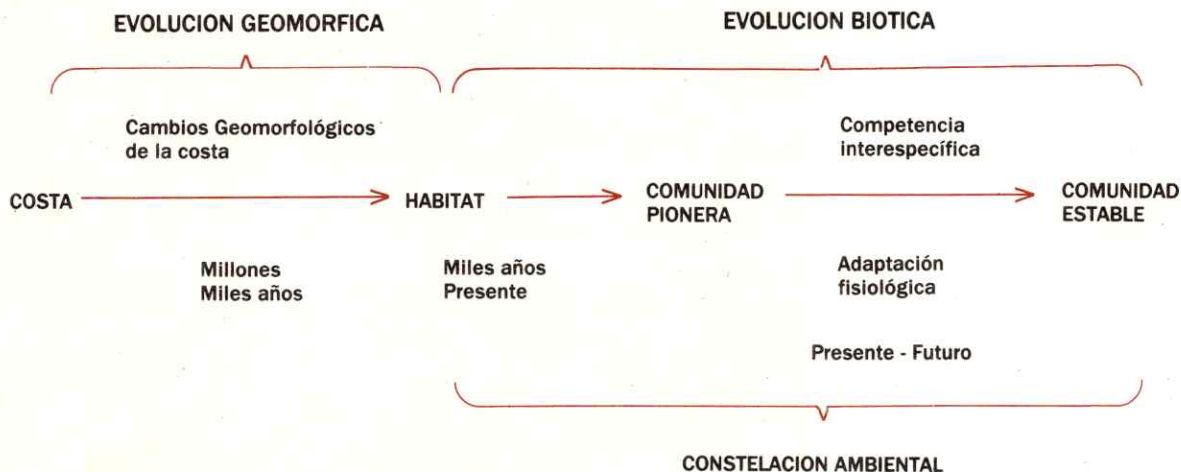 EVOLUCION GEOMORFICA
EVOLUCION BIOTICA
Cambios Geomorfológicos
de la costa
Competencia
interespecífica
COSTA
HABITAT
COMUNIDAD
PIONERA
COMUNIDAD
ESTABLE
Millones
Miles años
Miles años
Presente
Adaptación
fisiológica
Presente - Futuro
CONSTELACION AMBIENTAL